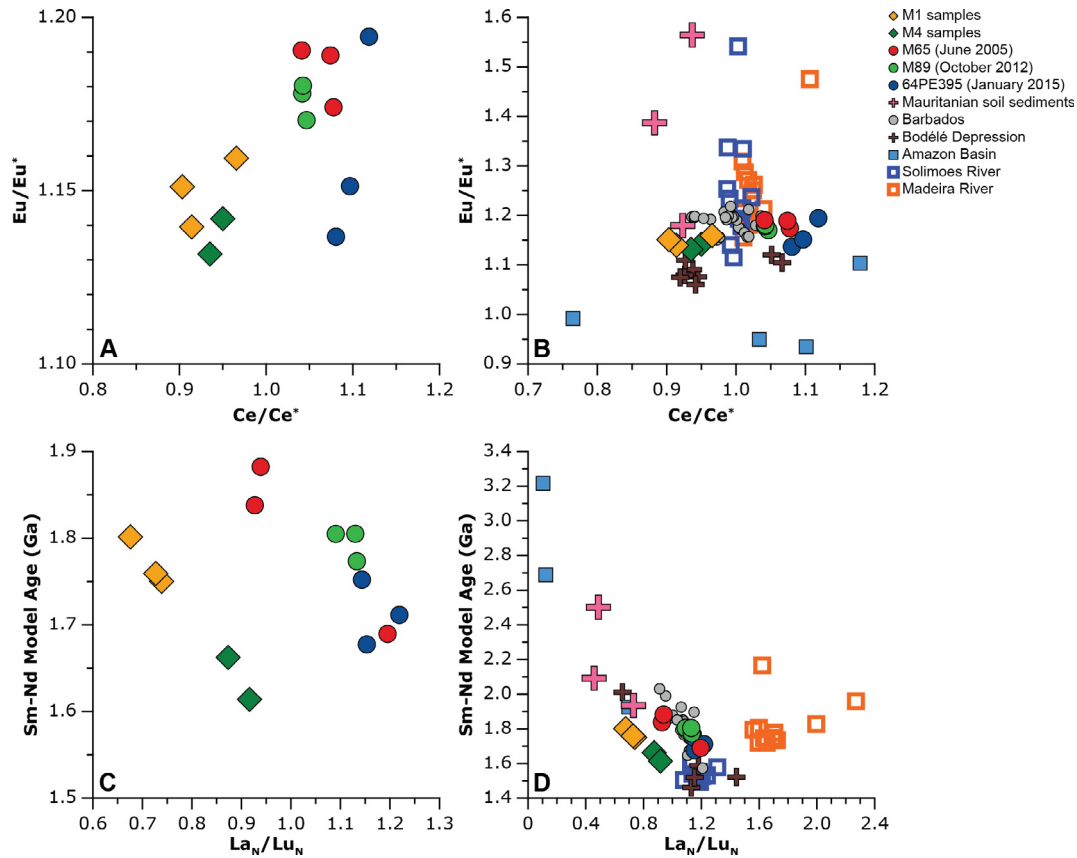 1.20
1.15
1.10
Eu/Eu*
A
0.8
0.9
1.0
1.1
1.2
Ce/Ce*
1.6
1.5
1.4
1.3
1.2
1.1
1.0
0.9
Eu/Eu*
B
0.7
0.8
0.9
1.0
1.1
1.2
Ce/Ce*
M1 samples
M4 samples
M65 (June 2005)
M89 (October 2012)
64PE395 (January 2015)
Mauritanian soil sediments
Barbados
Bodélé Depression
Amazon Basin
Solimoes River
Madeira River
1.9
1.8
1.7
1.6
1.5
Sm-Nd Model Age (Ga)
C
0.6
0.7
0.8
0.9
1.0
1.1
1.2
1.3
LaN/LuN
3.4
3.2
3.0
2.8
2.6
2.4
2.2
2.0
1.8
1.6
1.4
Sm-Nd Model Age (Ga)
D
0
0.4
0.8
1.2
1.6
2.0
2.4
LaN/LuN